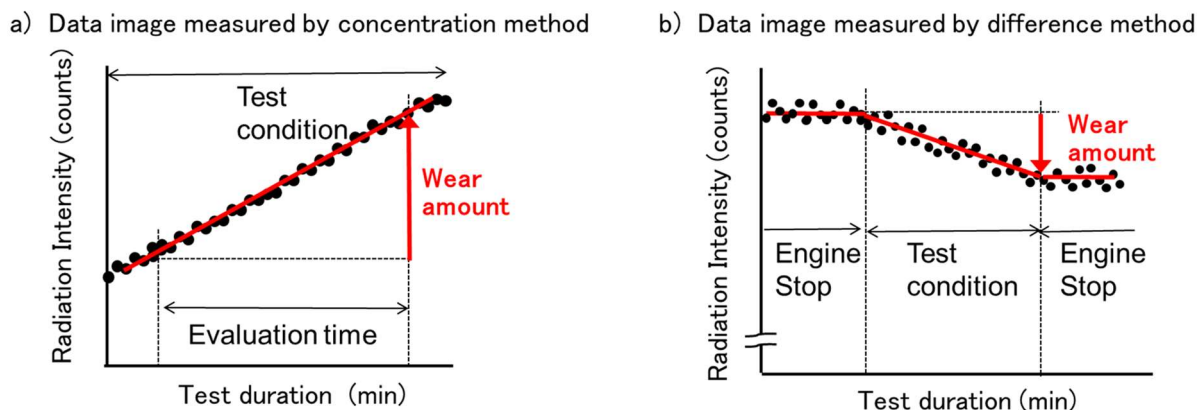 a) Data image measured by concentration method
Radiation Intensity (counts)
Test
condition
Wear
amount
Evaluation time
Test duration (min)
b) Data image measured by difference method
Radiation Intensity (counts)
Wear
amount
Engine
Stop
Test
condition
Engine
Stop
Test duration (min)